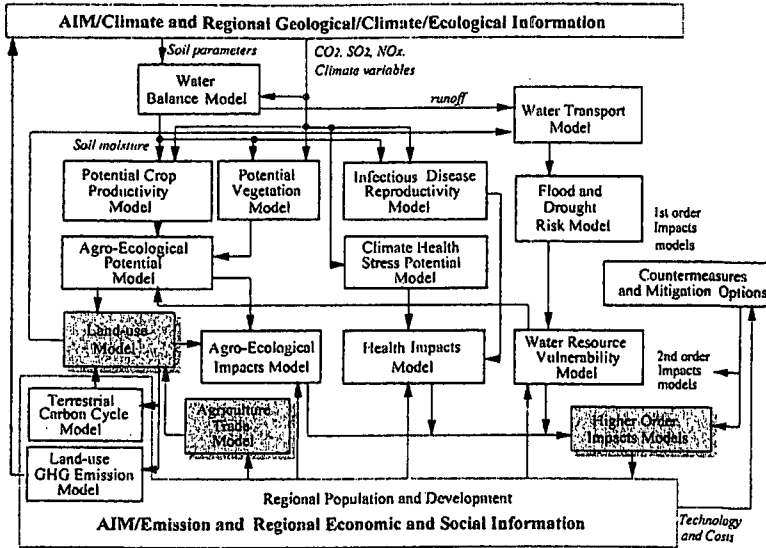 AIM/Climate and Regional Geological/Climate/Ecological Information
Soil parameters
CO2. SO2, NOx.
Climate variables
Water
Balance Model
runoff
Water Transport
Model
Soil moisture
Potential Crop
Productivity
Model
Potential
Vegetation
Model
Infectious Disease
Reproductivity
Model
Flood and
Drought
Risk Model
1st order
Impacts
models
Agro-Ecological
Potential
Model
Climate Health
Stress Potential
Model
Countermeasures
and Mitigation Options
Land-use
Model
Agro-Ecological
Impacts Model
Health Impacts
Model
Water Resource
Vulnerability
Model
2nd order
Impacts
models
Terrestrial
Carbon Cycle
Model
Agriculture
Trade
Model
Higher Order
Impacts Models
Land-use
GHG Emission
Model
Regional Population and Development
AIM/Emission and Regional Economic and Social Information
Technology
and Costs